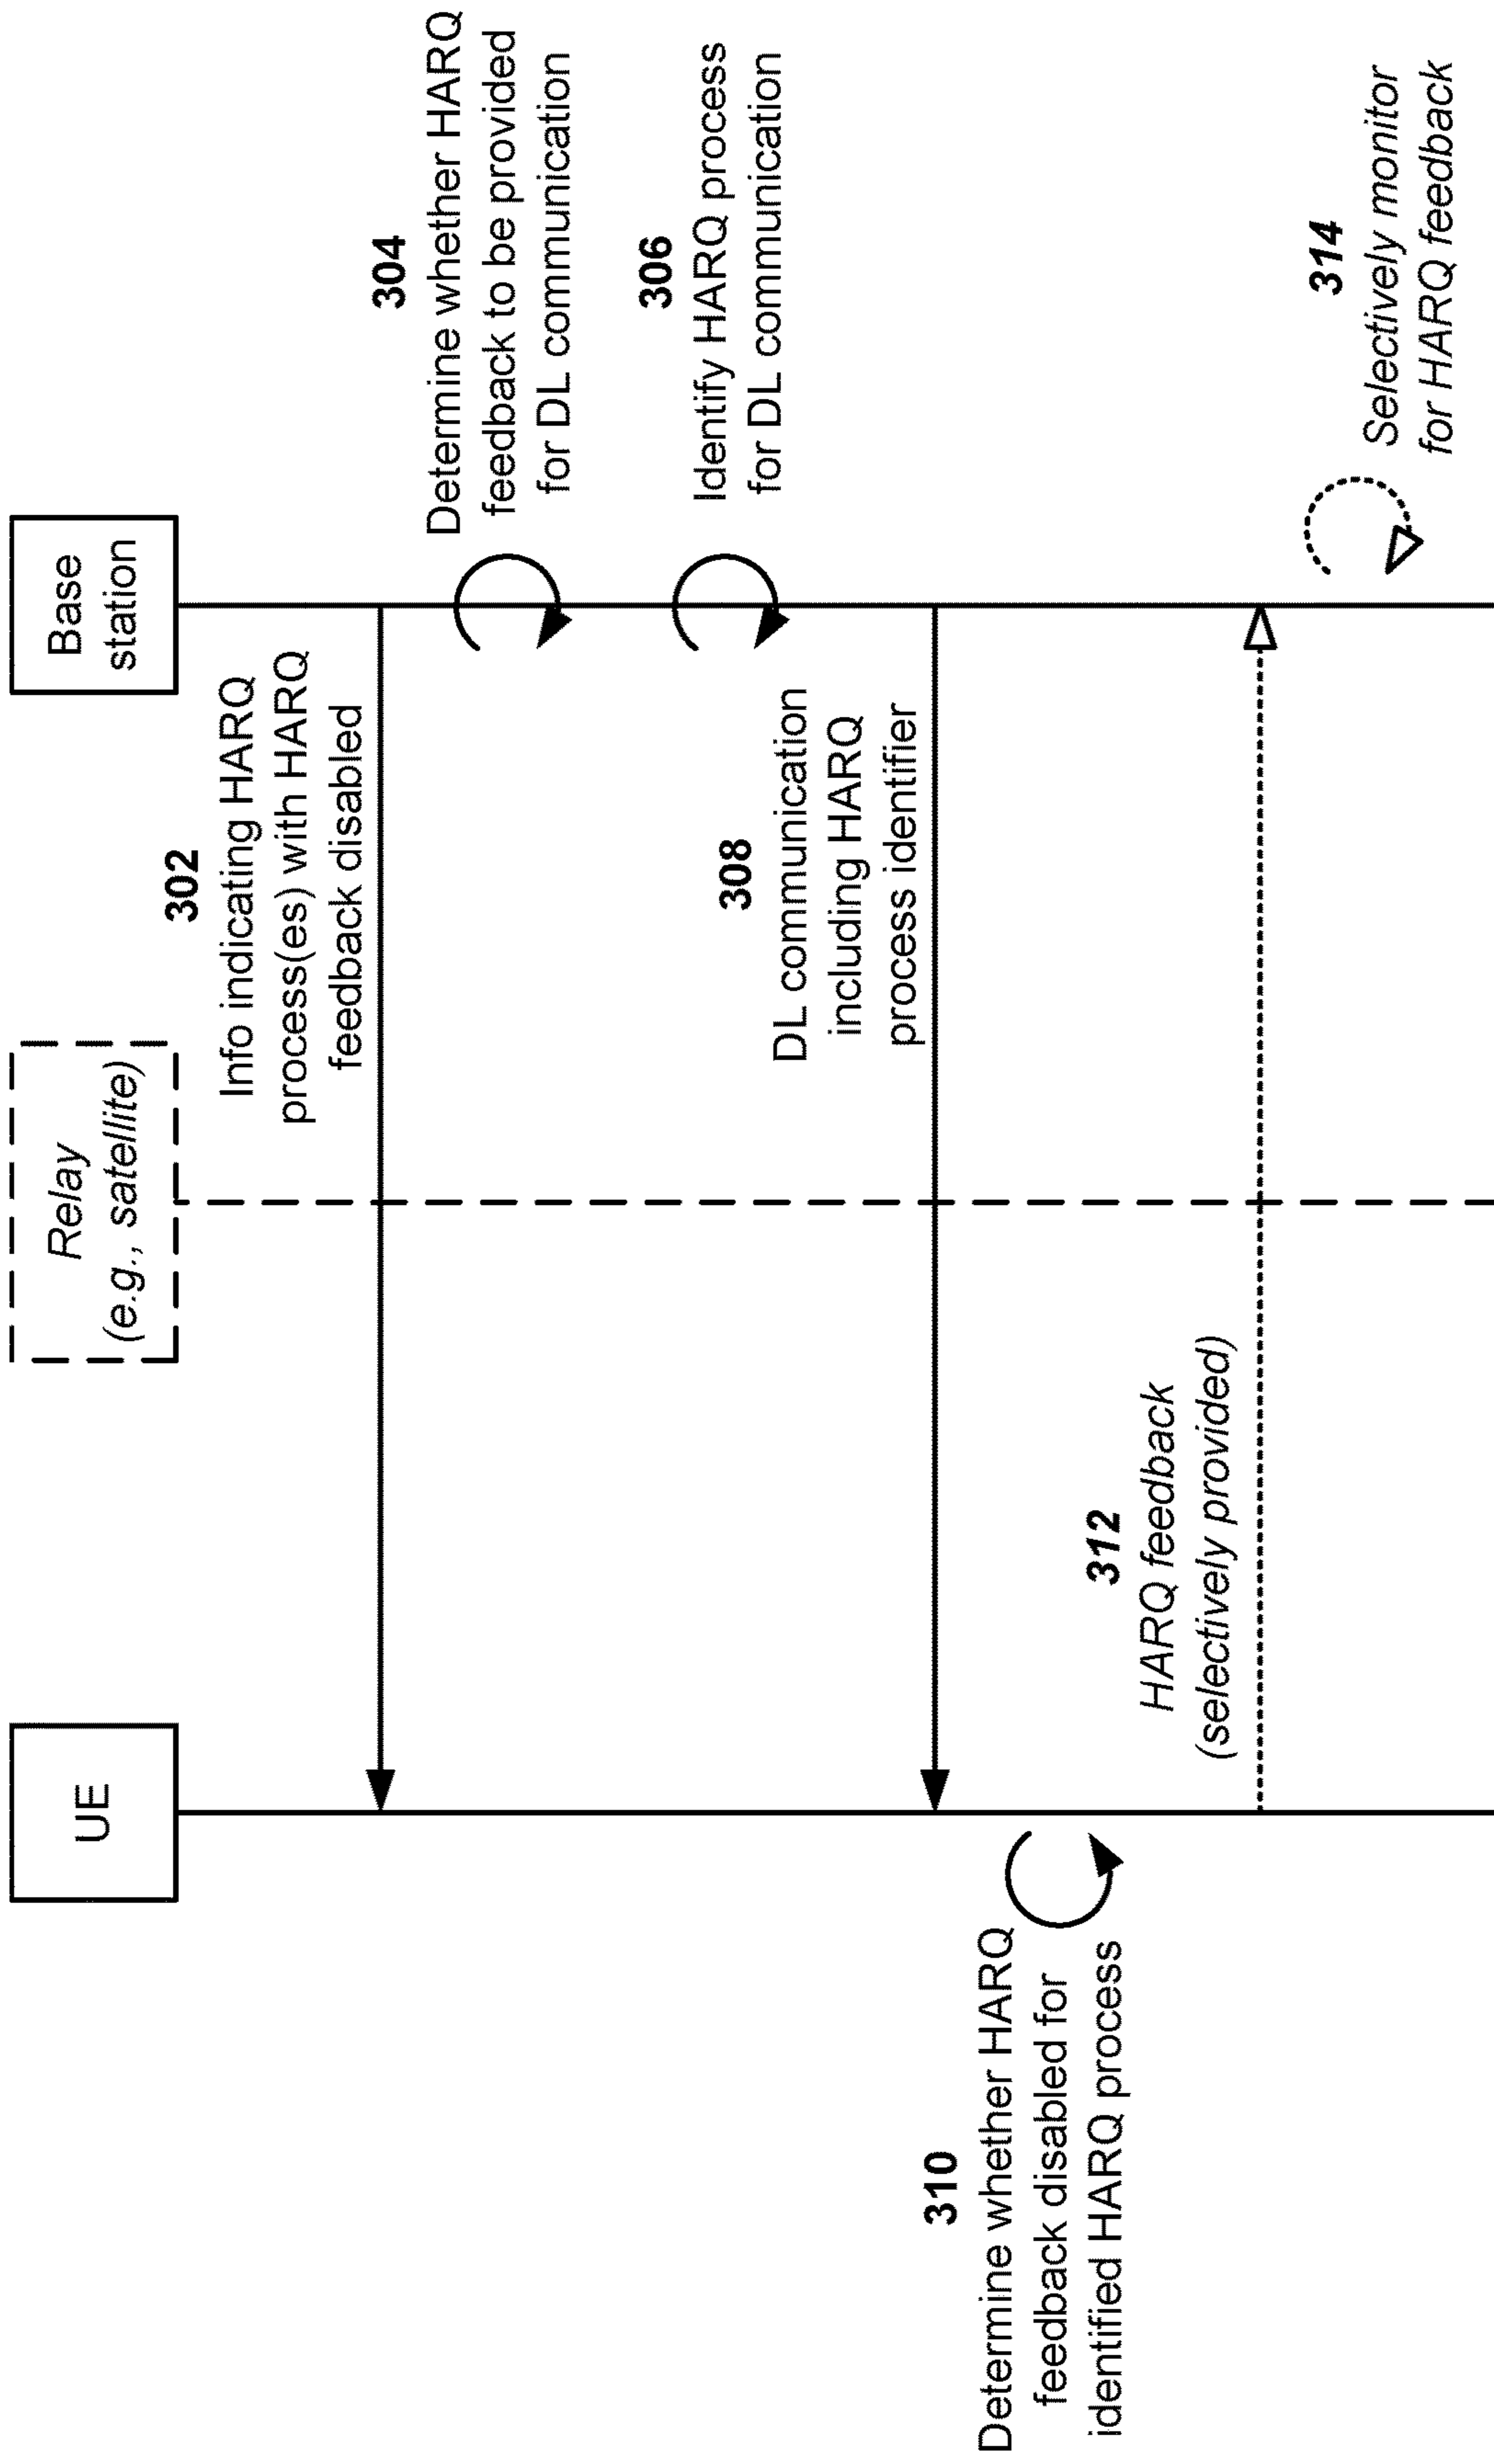 UE
Relay
(e.g., satellite)
Base
station
302
Info indicating HARQ
process(es) with HARQ
feedback disabled
304
Determine whether HARQ
feedback to be provided
for DL communication
306
Identify HARQ process
for DL communication
308
DL communication
including HARQ
process identifier
310
Determine whether HARQ
feedback disabled for
identified HARQ process
312
HARQ feedback
(selectively provided)
314
Selectively monitor
for HARQ feedback